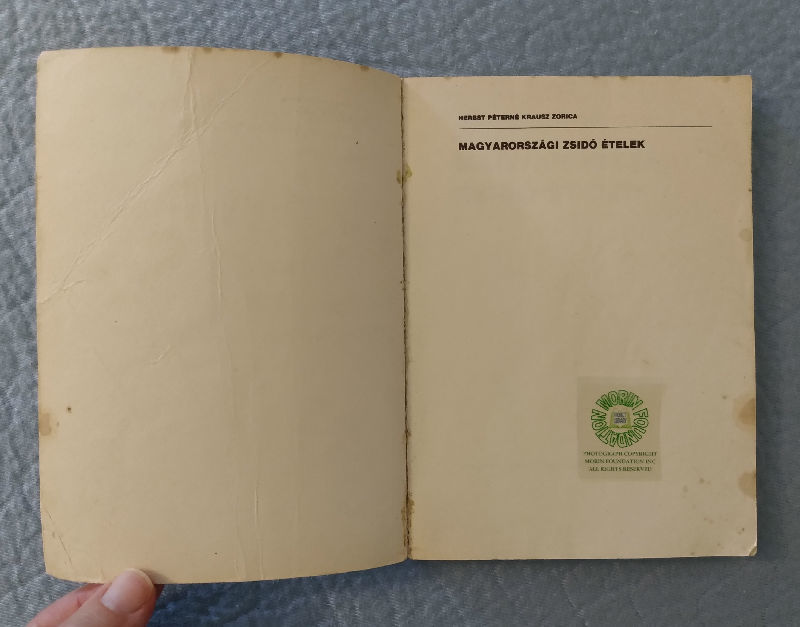 HERBST PÉTERNÉ KRAUSZ ZORICA
MAGYARORSZÁGI ZSIDÓ ÉTELEK
MORIN FOUNDATION
PHOTOGRAPH COPYRIGHT
MORIN FOUNDATION INC
ALL RIGHTS RESERVED